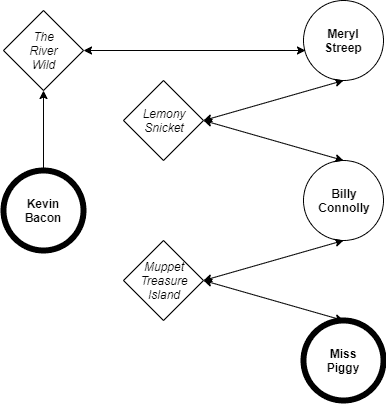 The
River
Wild
Meryl
Streep
Lemony
Snicket
Kevin
Bacon
Billy
Connolly
Muppet
Treasure
Island
Miss
Piggy